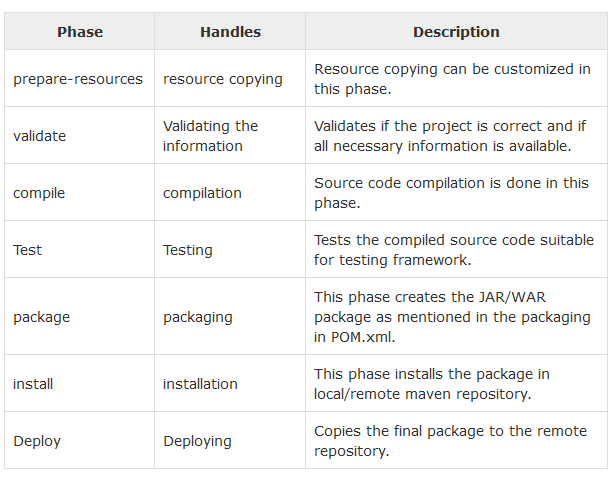 Phase Handles Description
prepare-resources resource copying Resource copying can be customized in
this phase.
validate Validating the
information Validates if the project is correct and if
all necessary information is available.
compile compilation Source code compilation is done in this
phase.
Test Testing Tests the compiled source code suitable
for testing framework.
package packaging This phase creates the JAR/WAR
package as mentioned in the packaging
in POM.xml.
install installation This phase installs the package in
local/remote maven repository.
Deploy Deploying Copies the final package to the remote
repository.